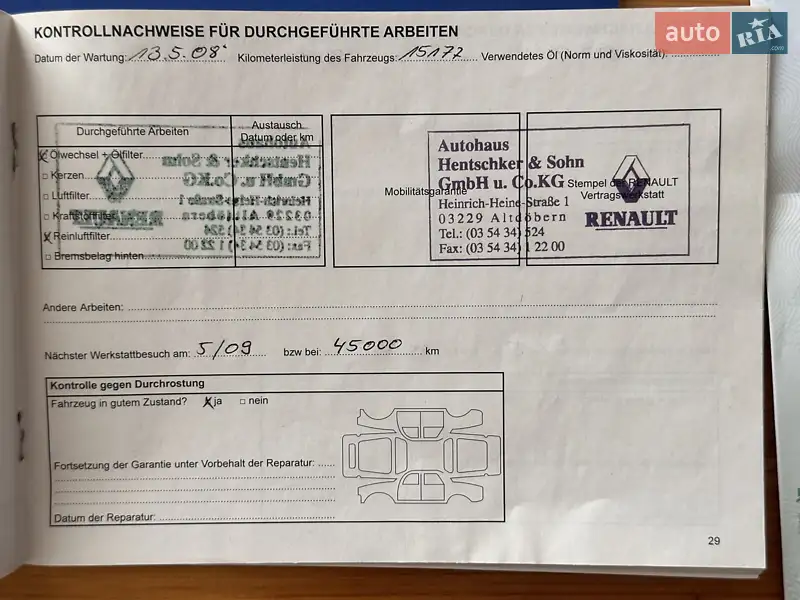 auto RIA .com
KONTROLLNACHWEISE FÜR DURCHGEFÜHRTE ARBEITEN
Datum der Wartung: 13.5.08 Kilometerleistung des Fahrzeugs: 15172 Verwendetes Öl (Norm und Viskosität):
Durchgeführte Arbeiten
Austausch
Datum oder km
Ölwechsel + Ölfilter
Kerzen
Luftfilter
Kraftstoffilter
Reinluftfilter
Bremsbelag hinten
Mobilitätsgarantie
Autohaus
Hentschker & Sohn
GmbH u. Co.KG
Heinrich-Heine-Straße 1
03229 Altdöbern
Tel.: (03 54 34) 524
Fax: (03 54 34) 1 22 00
Stempel der RENAULT
Vertragswerkstatt
RENAULT
Andere Arbeiten:
Nächster Werkstattbesuch am: 5/09 bzw bei: 45000 km
Kontrolle gegen Durchrostung
Fahrzeug in gutem Zustand? ja nein
Fortsetzung der Garantie unter Vorbehalt der Reparatur:
Datum der Reparatur:
29